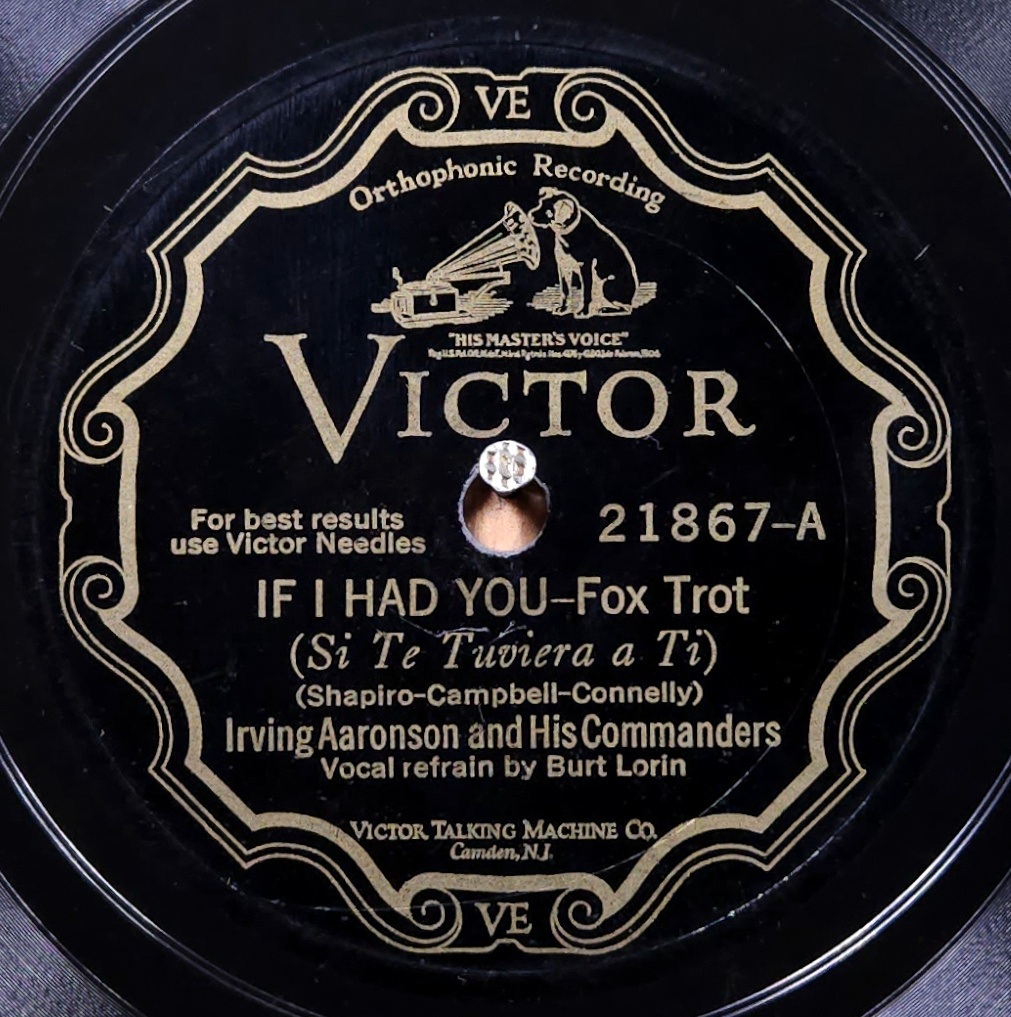 VE
Orthophonic Recording
"HIS MASTER'S VOICE"
VICTOR
For best results
use Victor Needles
21867-A
IF I HAD YOU-Fox Trot
(Si Te Tuviera a Ti)
(Shapiro-Campbell-Connelly)
Irving Aaronson and His Commanders
Vocal refrain by Burt Lorin
VICTOR TALKING MACHINE CO.
Camden, N.J.
VE